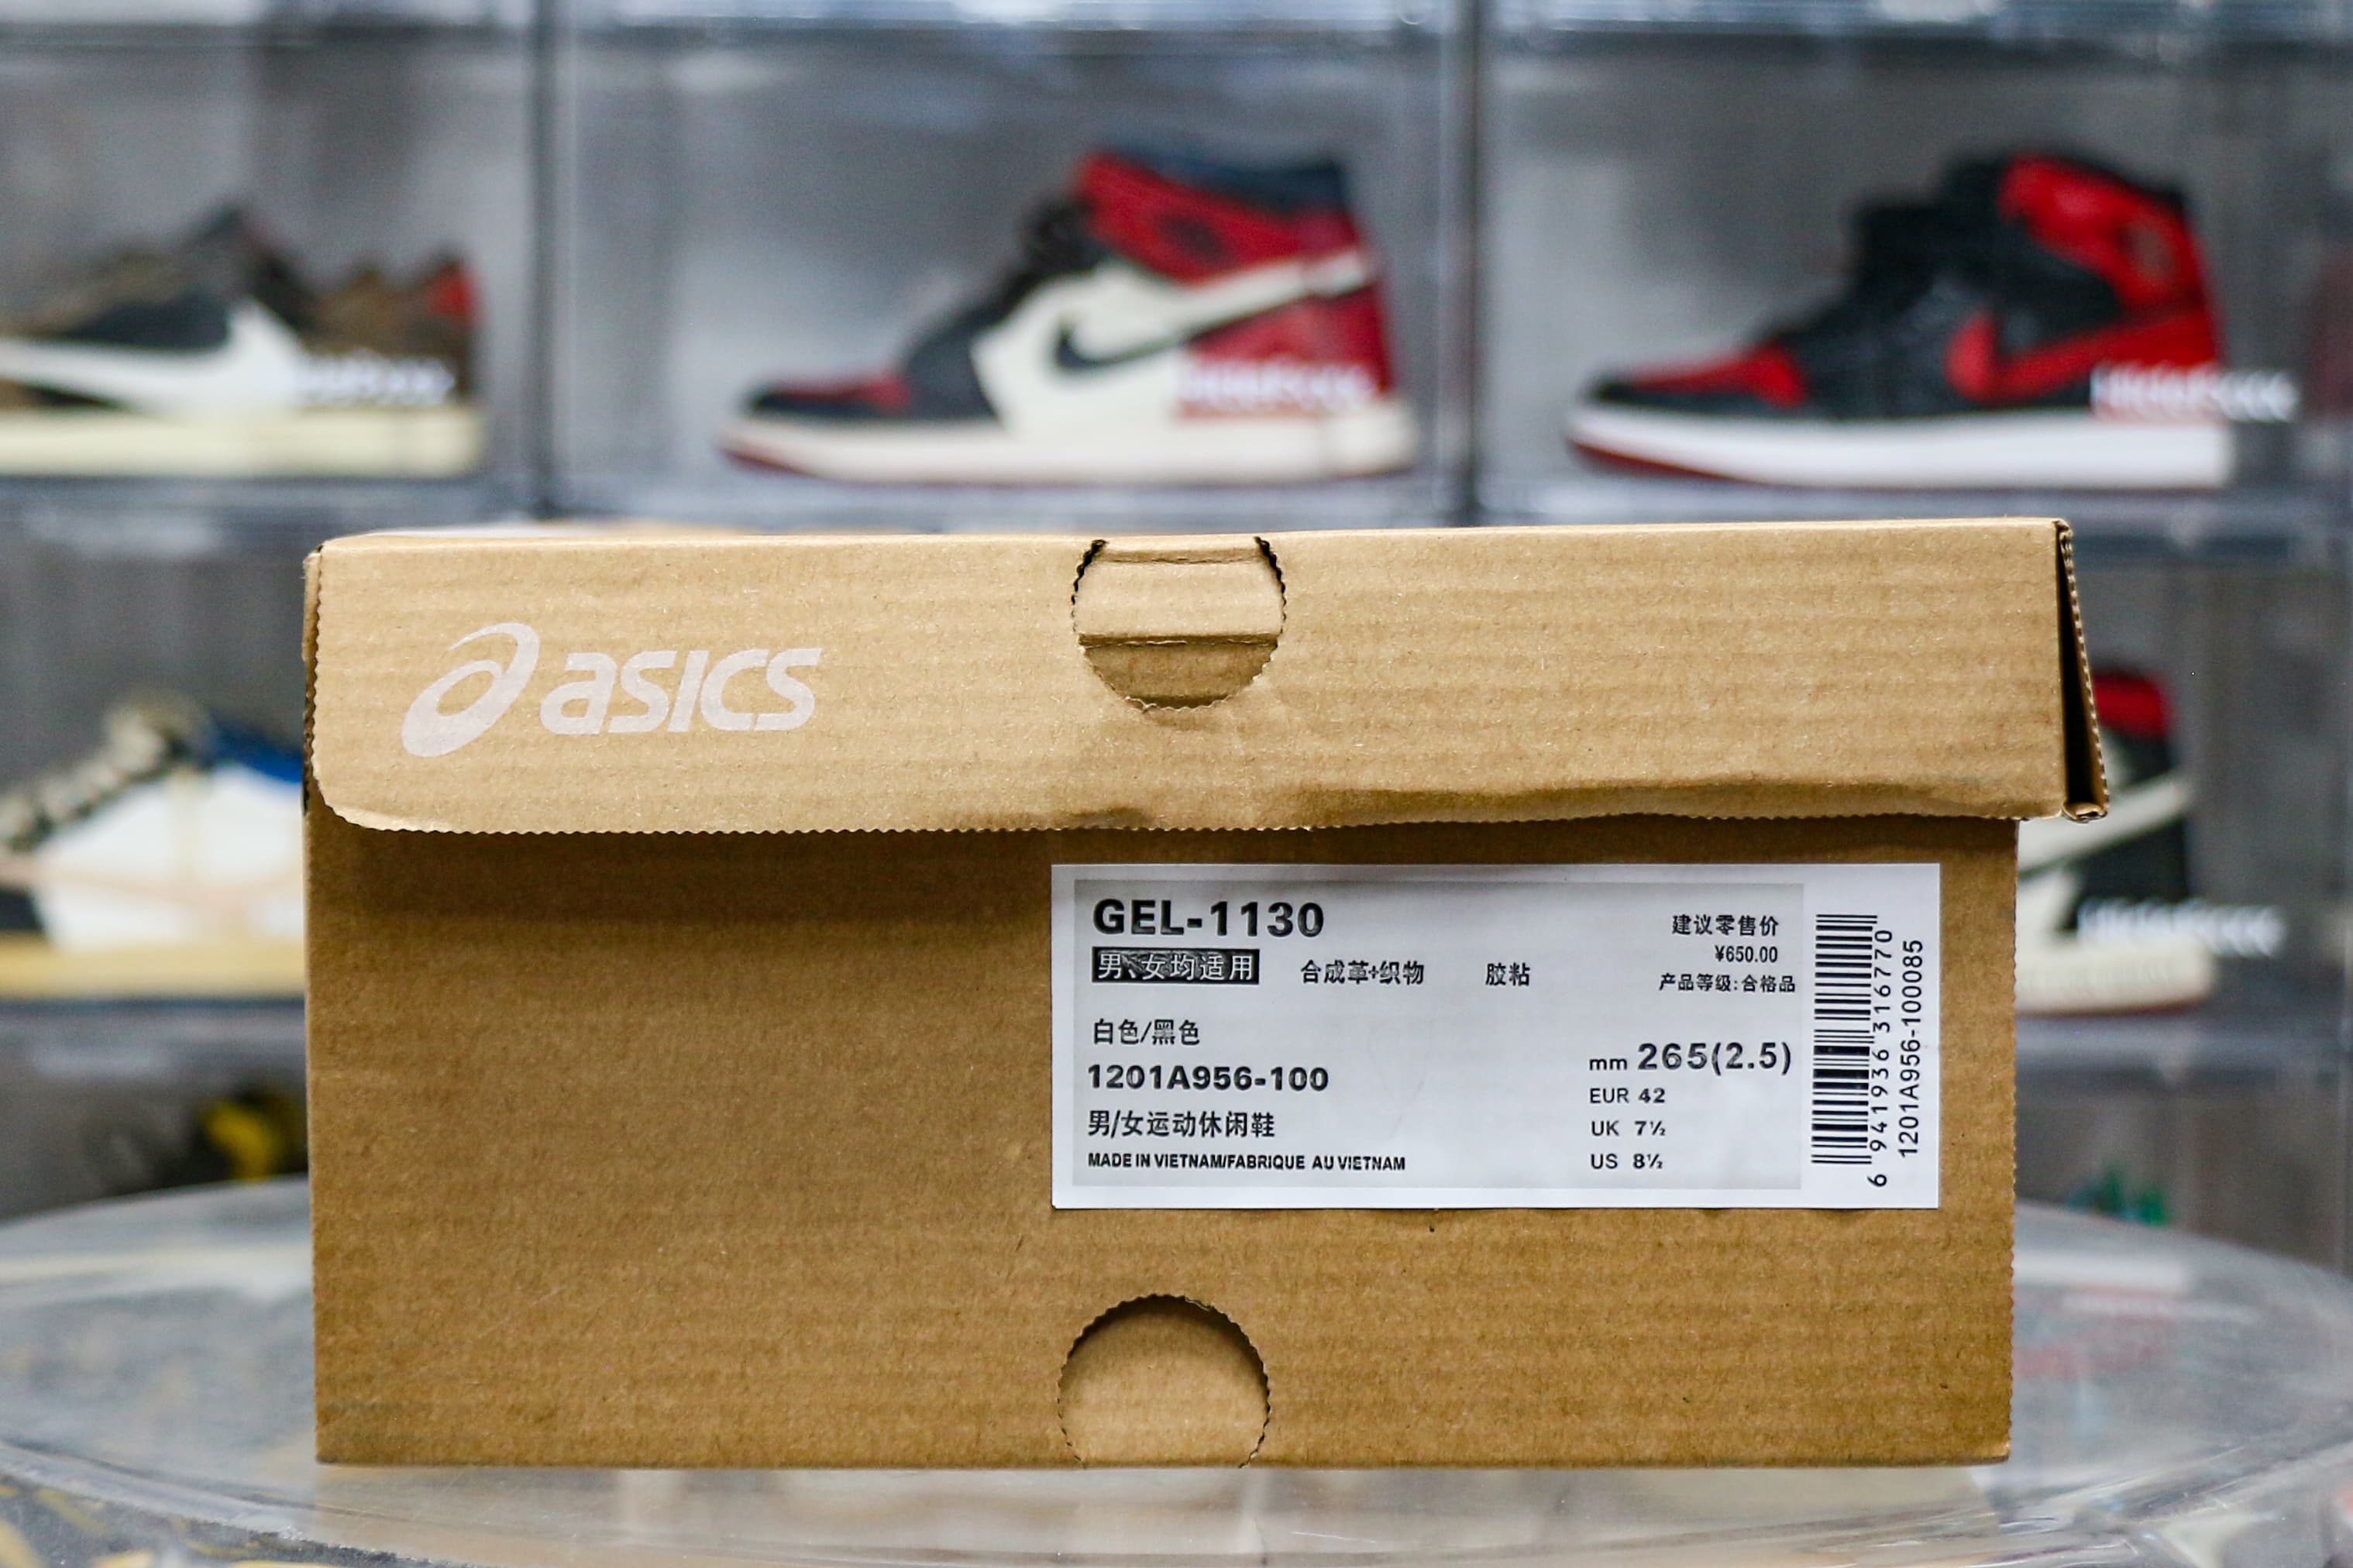 asics
GEL-1130
男、女均适用 合成革+织物 胶粘
建议零售价
¥650.00
产品等级:合格品
白色/黑色
1201A956-100
男/女运动休闲鞋
MADE IN VIETNAM/FABRIQUE AU VIETNAM
mm 265(2.5)
EUR 42
UK 7½
US 8½
6 941936 316770
1201A956-100085